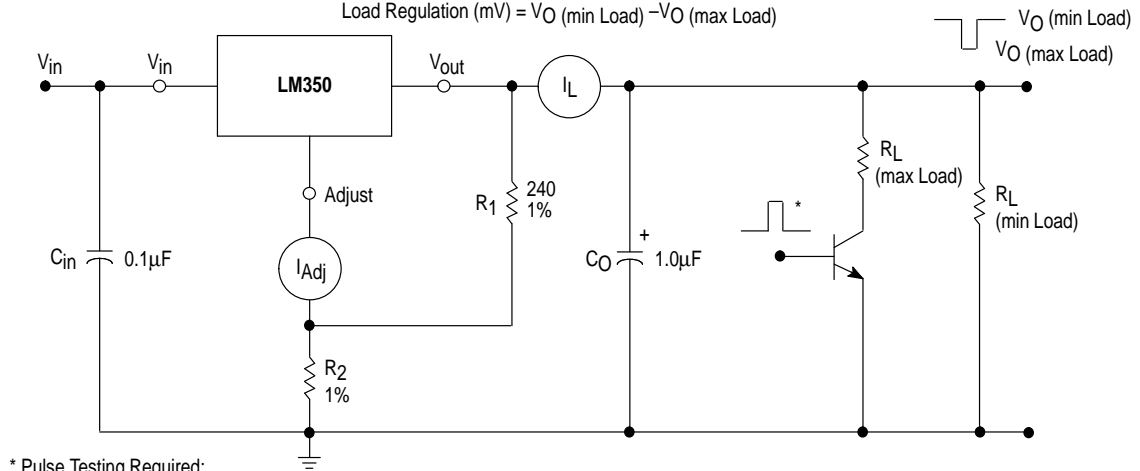 Load Regulation (mV) = VO (min Load) –VO (max Load)
VO (min Load)
VO (max Load)
Vin
Vin
LM350
Vout
IL
RL
(max Load)
Adjust
R1
240
1%
*
RL
(min Load)
Cin
0.1μF
IAdj
CO
+
1.0μF
R2
1%
* Pulse Testing Required: